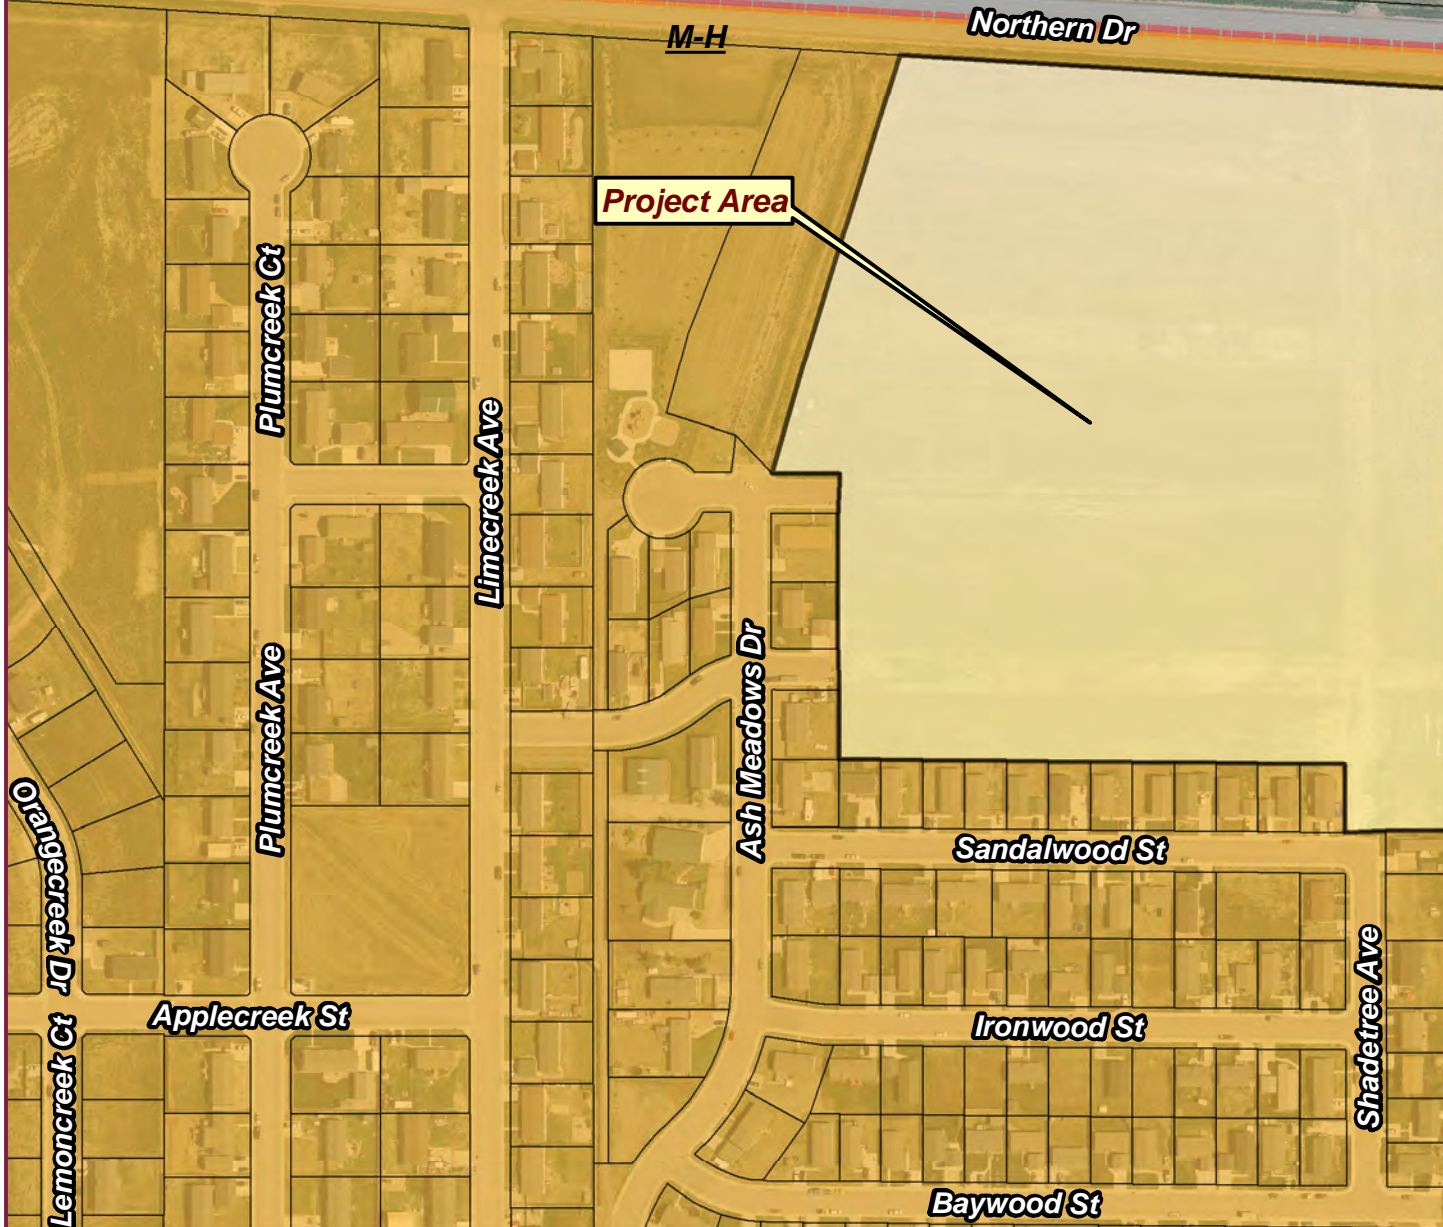 Northern Dr
M-H
Project Area
Plumcreek Ct
Limecreek Ave
Plumcreek Ave
Ash Meadows Dr
Orangecreek Dr
Sandalwood St
Applecreek St
Ironwood St
Shadetree Ave
Lemoncreek Ct
Baywood St